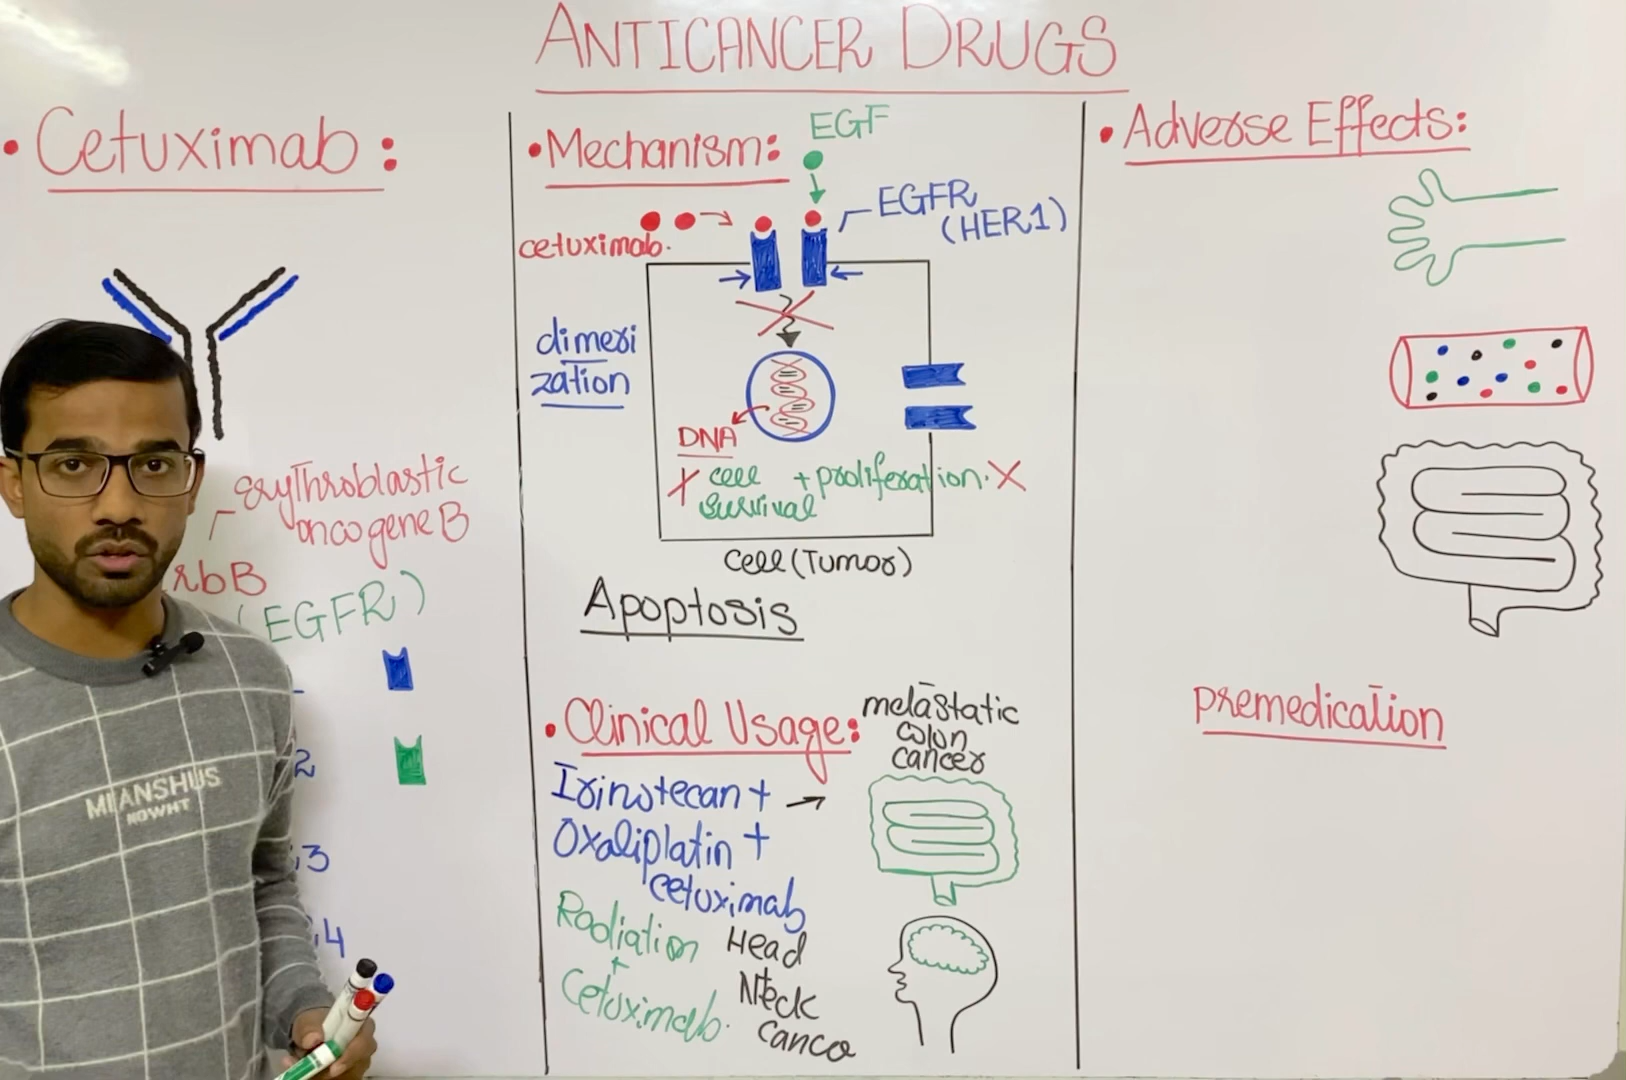 ANTICANCER DRUGS
• Cetuximab :
erythroblastic
oncogene B
rbB
(EGFR)
2
3
4
MIANSHUS
NOWHT
• Mechanism:
EGF
EGFR
(HER1)
cetuximab.
dimeri
zation
DNA
X cell + proliferation. X
survival
Cell (Tumor)
Apoptosis
• Clinical Usage:
metastatic
colon
cancer
Irinotecan +
Oxaliplatin +
cetuximab
Radiation
+
Cetuximab.
Head
Neck
Cance
• Adverse Effects:
Premedication